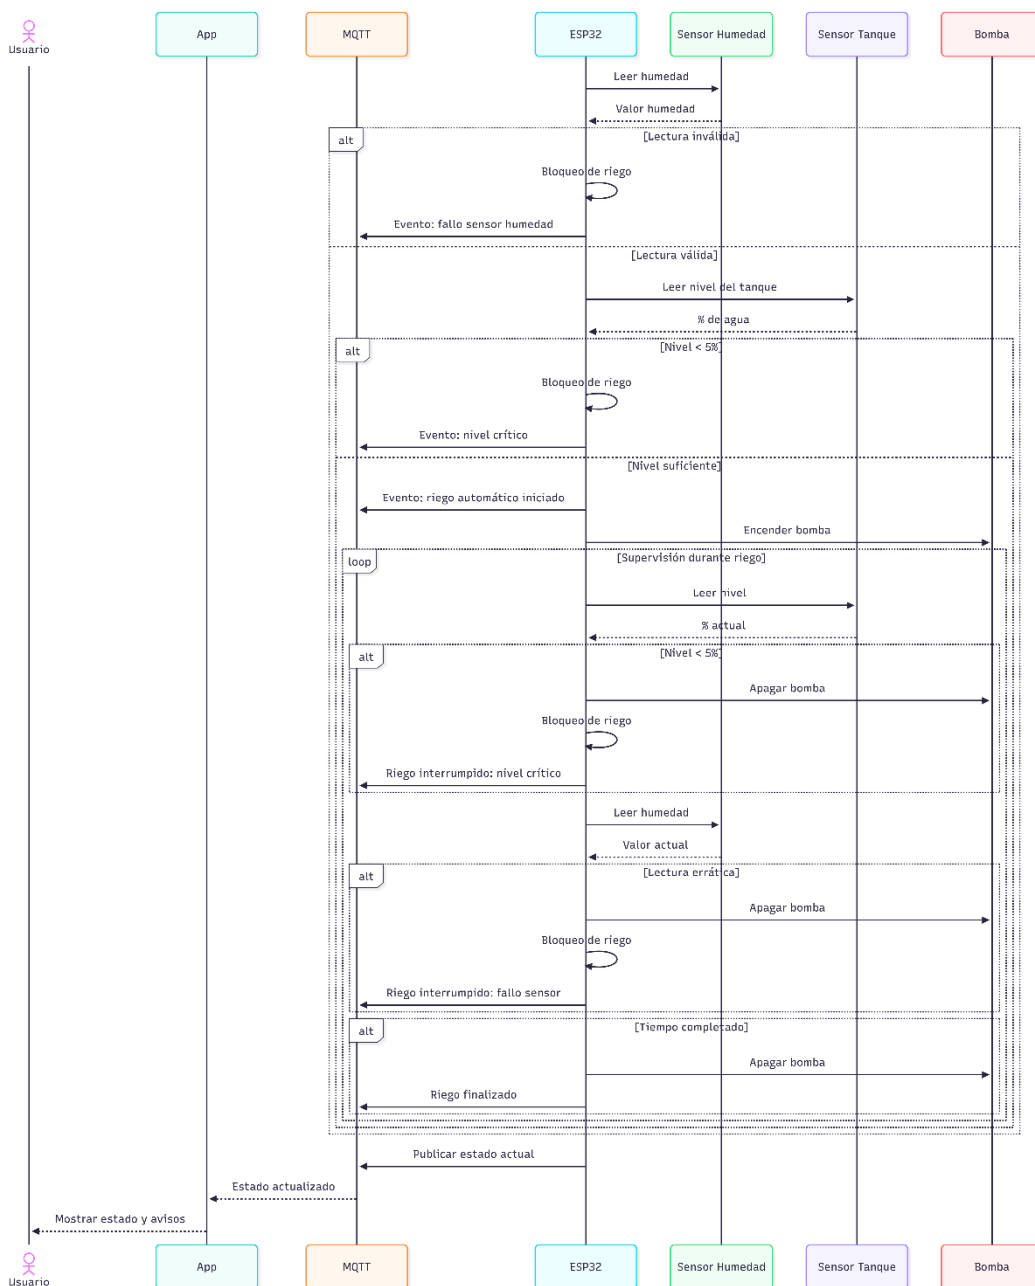 Usuario
App
MQTT
ESP32
Sensor Humedad
Sensor Tanque
Bomba
Leer humedad
Valor humedad
alt
[Lectura inválida]
Bloqueo de riego
Evento: fallo sensor humedad
[Lectura válida]
Leer nivel del tanque
% de agua
alt
[Nivel < 5%]
Bloqueo de riego
Evento: nivel crítico
[Nivel suficiente]
Evento: riego automático iniciado
Encender bomba
loop
[Supervisión durante riego]
Leer nivel
% actual
alt
[Nivel < 5%]
Apagar bomba
Bloqueo de riego
Riego interrumpido: nivel crítico
Leer humedad
Valor actual
alt
[Lectura errática]
Apagar bomba
Bloqueo de riego
Riego interrumpido: fallo sensor
alt
[Tiempo completado]
Apagar bomba
Riego finalizado
Publicar estado actual
Estado actualizado
Mostrar estado y avisos
Usuario
App
MQTT
ESP32
Sensor Humedad
Sensor Tanque
Bomba